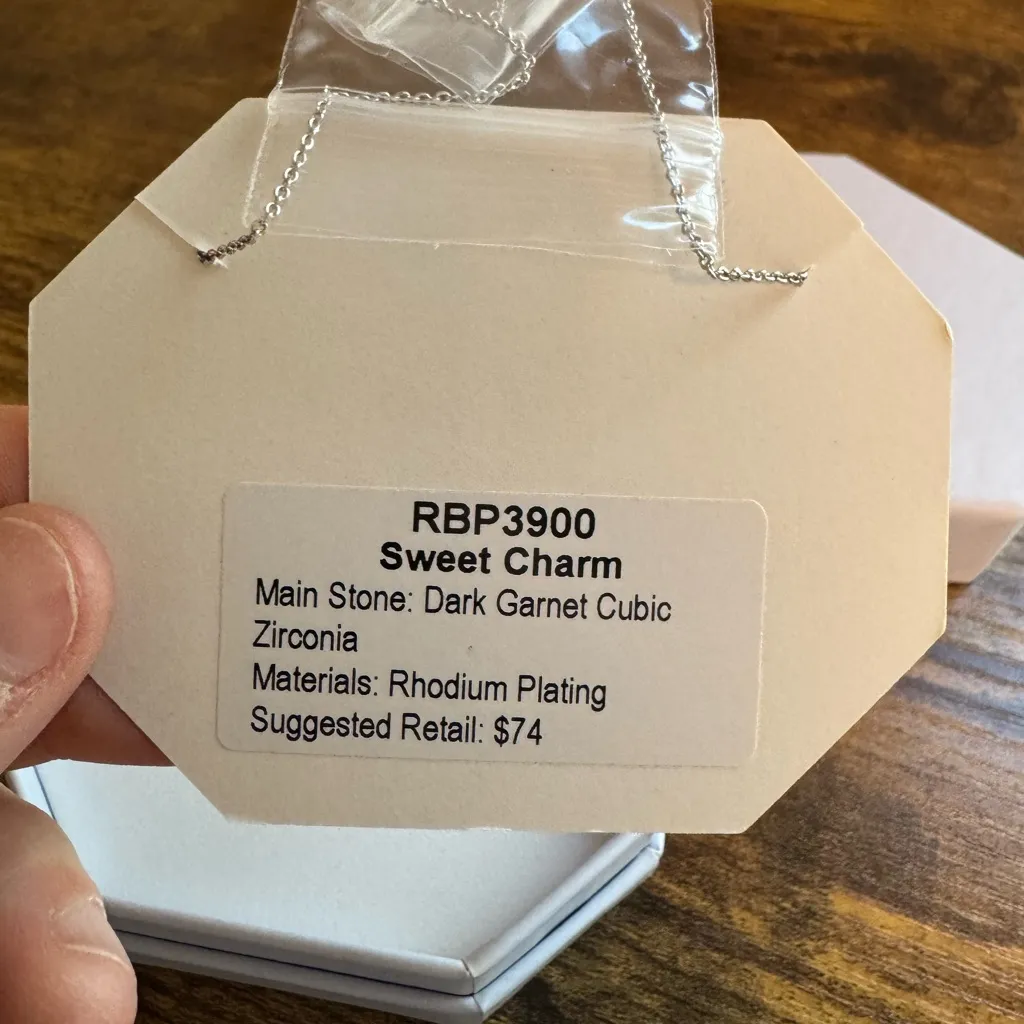 RBP3900
Sweet Charm
Main Stone: Dark Garnet Cubic
Zirconia
Materials: Rhodium Plating
Suggested Retail: $74